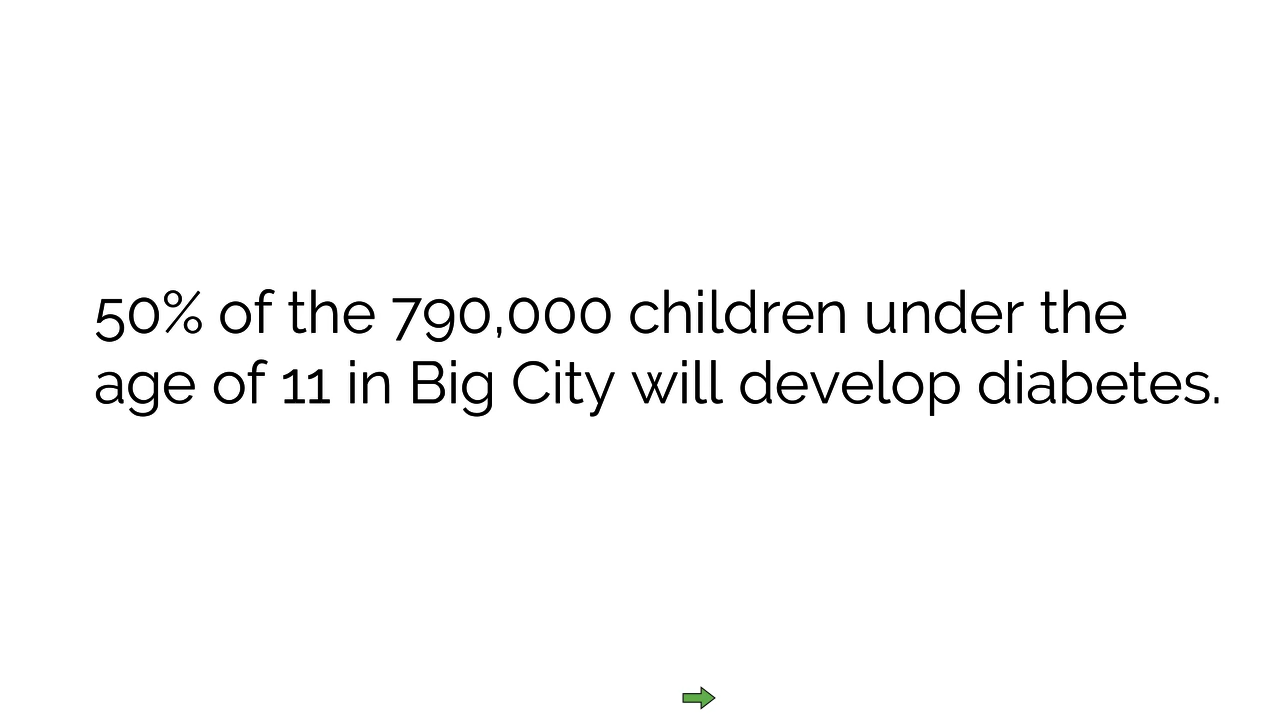 50% of the 790,000 children under the
age of 11 in Big City will develop diabetes.